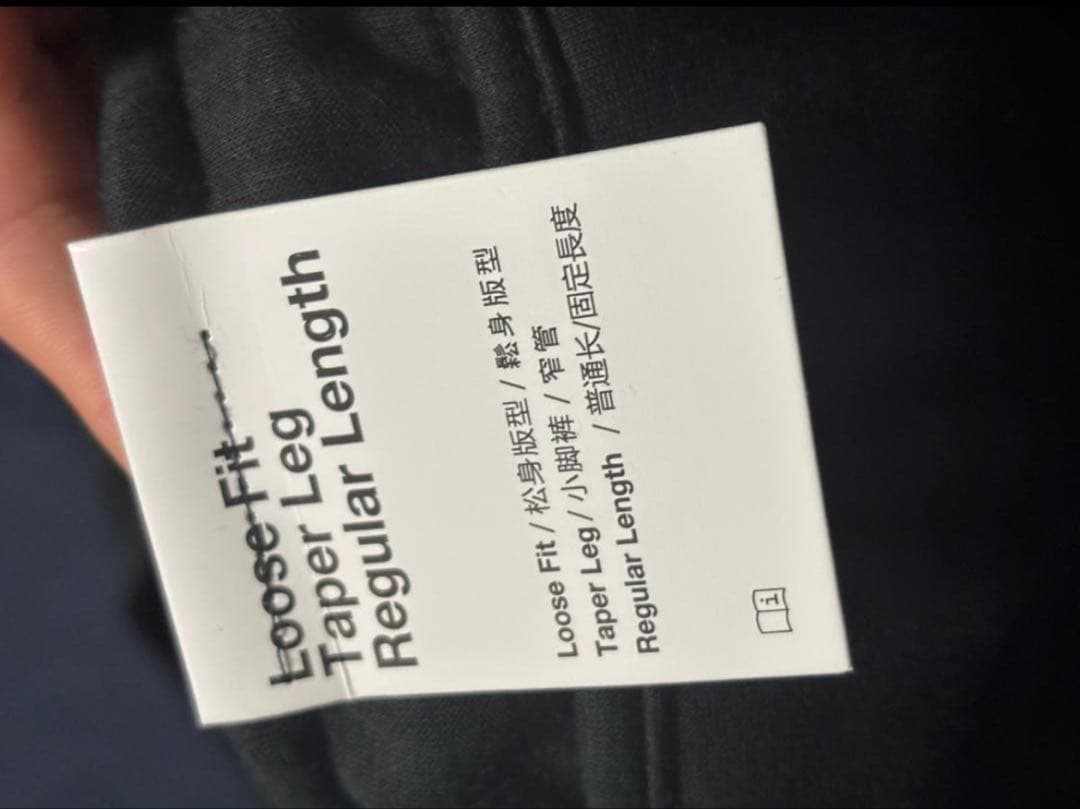 Loose Fit
Taper Leg
Regular Length
Loose Fit / 松身版型 / 鬆身版型
Taper Leg / 小脚裤 / 窄管
Regular Length / 普通长/固定長度
i